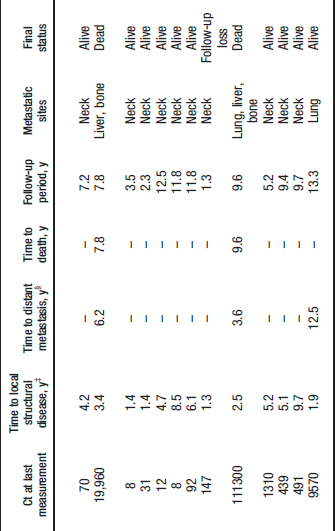 Ct at last measurement | Time to local structural disease, y‡ | Time to distant metastasis, y§ | Time to death, y | Follow-up period, y | Metastatic sites | Final status
70 | 4.2 | – | – | 7.2 | Neck | Alive
19,960 | 3.4 | 6.2 | 7.8 | 7.8 | Liver, bone | Dead
8 | 1.4 | – | – | 3.5 | Neck | Alive
31 | 1.4 | – | – | 2.3 | Neck | Alive
12 | 4.7 | – | – | 12.5 | Neck | Alive
8 | 8.5 | – | – | 11.8 | Neck | Alive
92 | 6.1 | – | – | 11.8 | Neck | Alive
147 | 1.3 | – | – | 1.3 | Neck | Follow-up loss
111300 | 2.5 | 3.6 | 9.6 | 9.6 | Lung, liver, bone | Dead
1310 | 5.2 | – | – | 5.2 | Neck | Alive
439 | 5.1 | – | – | 9.4 | Neck | Alive
491 | 9.7 | – | – | 9.7 | Neck | Alive
9570 | 1.9 | 12.5 | – | 13.3 | Lung | Alive